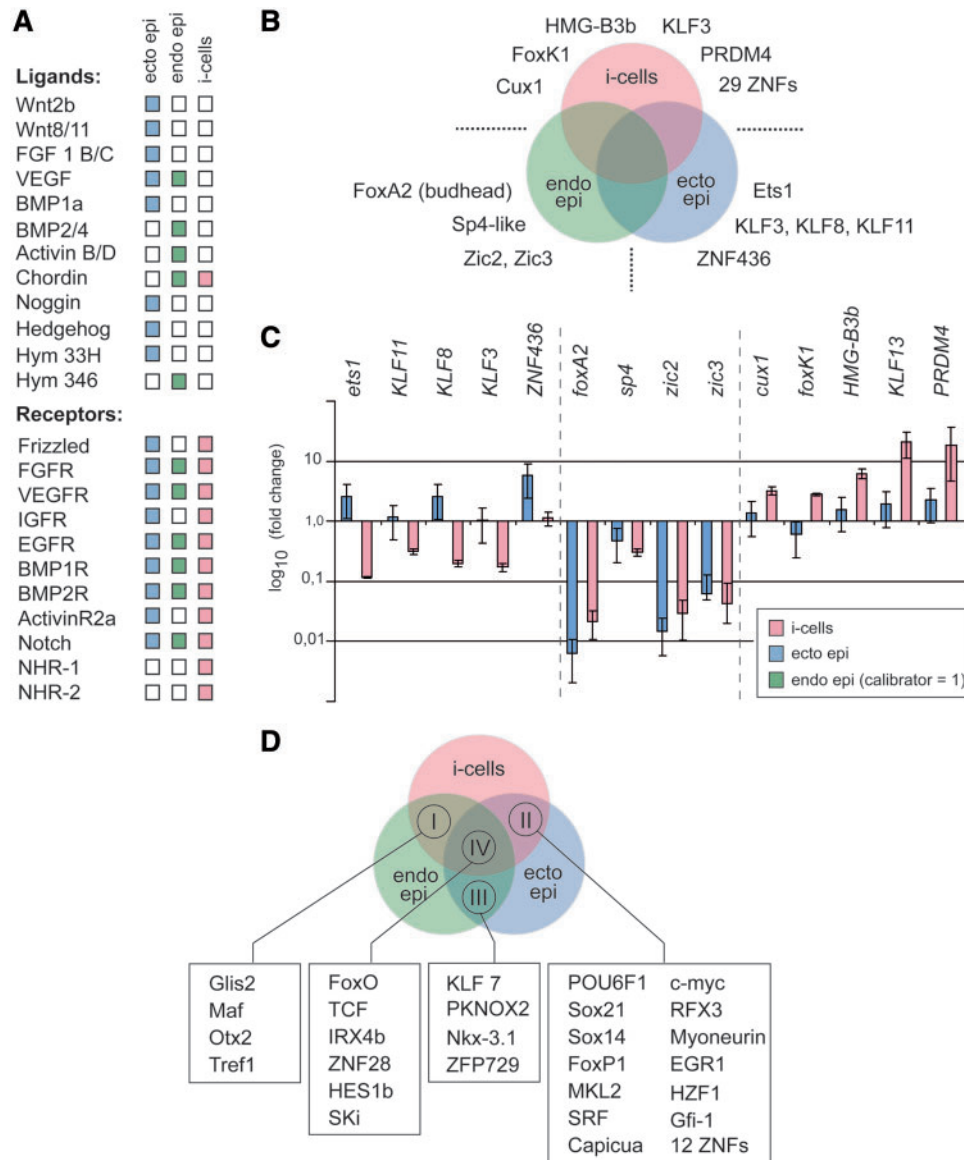 A
ecto epi
endo epi
i-cells
Ligands:
Wnt2b
Wnt8/11
FGF 1 B/C
VEGF
BMP1a
BMP2/4
Activin B/D
Chordin
Noggin
Hedgehog
Hym 33H
Hym 346
Receptors:
Frizzled
FGFR
VEGFR
IGFR
EGFR
BMP1R
BMP2R
ActivinR2a
Notch
NHR-1
NHR-2
B
HMG-B3b KLF3
FoxK1 PRDM4
Cux1 29 ZNFs
i-cells
endo epi
ecto epi
FoxA2 (budhead)
Sp4-like
Zic2, Zic3
Ets1
KLF3, KLF8, KLF11
ZNF436
C
ets1
KLF11
KLF8
KLF3
ZNF436
foxA2
sp4
zic2
zic3
cux1
foxK1
HMG-B3b
KLF13
PRDM4
log10 (fold change)
10
1.0
0,1
0,01
i-cells
ecto epi
endo epi (calibrator = 1)
D
i-cells
I
II
IV
endo epi
ecto epi
III
Glis2
Maf
Otx2
Tref1
FoxO
TCF
IRX4b
ZNF28
HES1b
SKi
KLF 7
PKNOX2
Nkx-3.1
ZFP729
POU6F1 c-myc
Sox21 RFX3
Sox14 Myoneurin
FoxP1 EGR1
MKL2 HZF1
SRF Gfi-1
Capicua 12 ZNFs